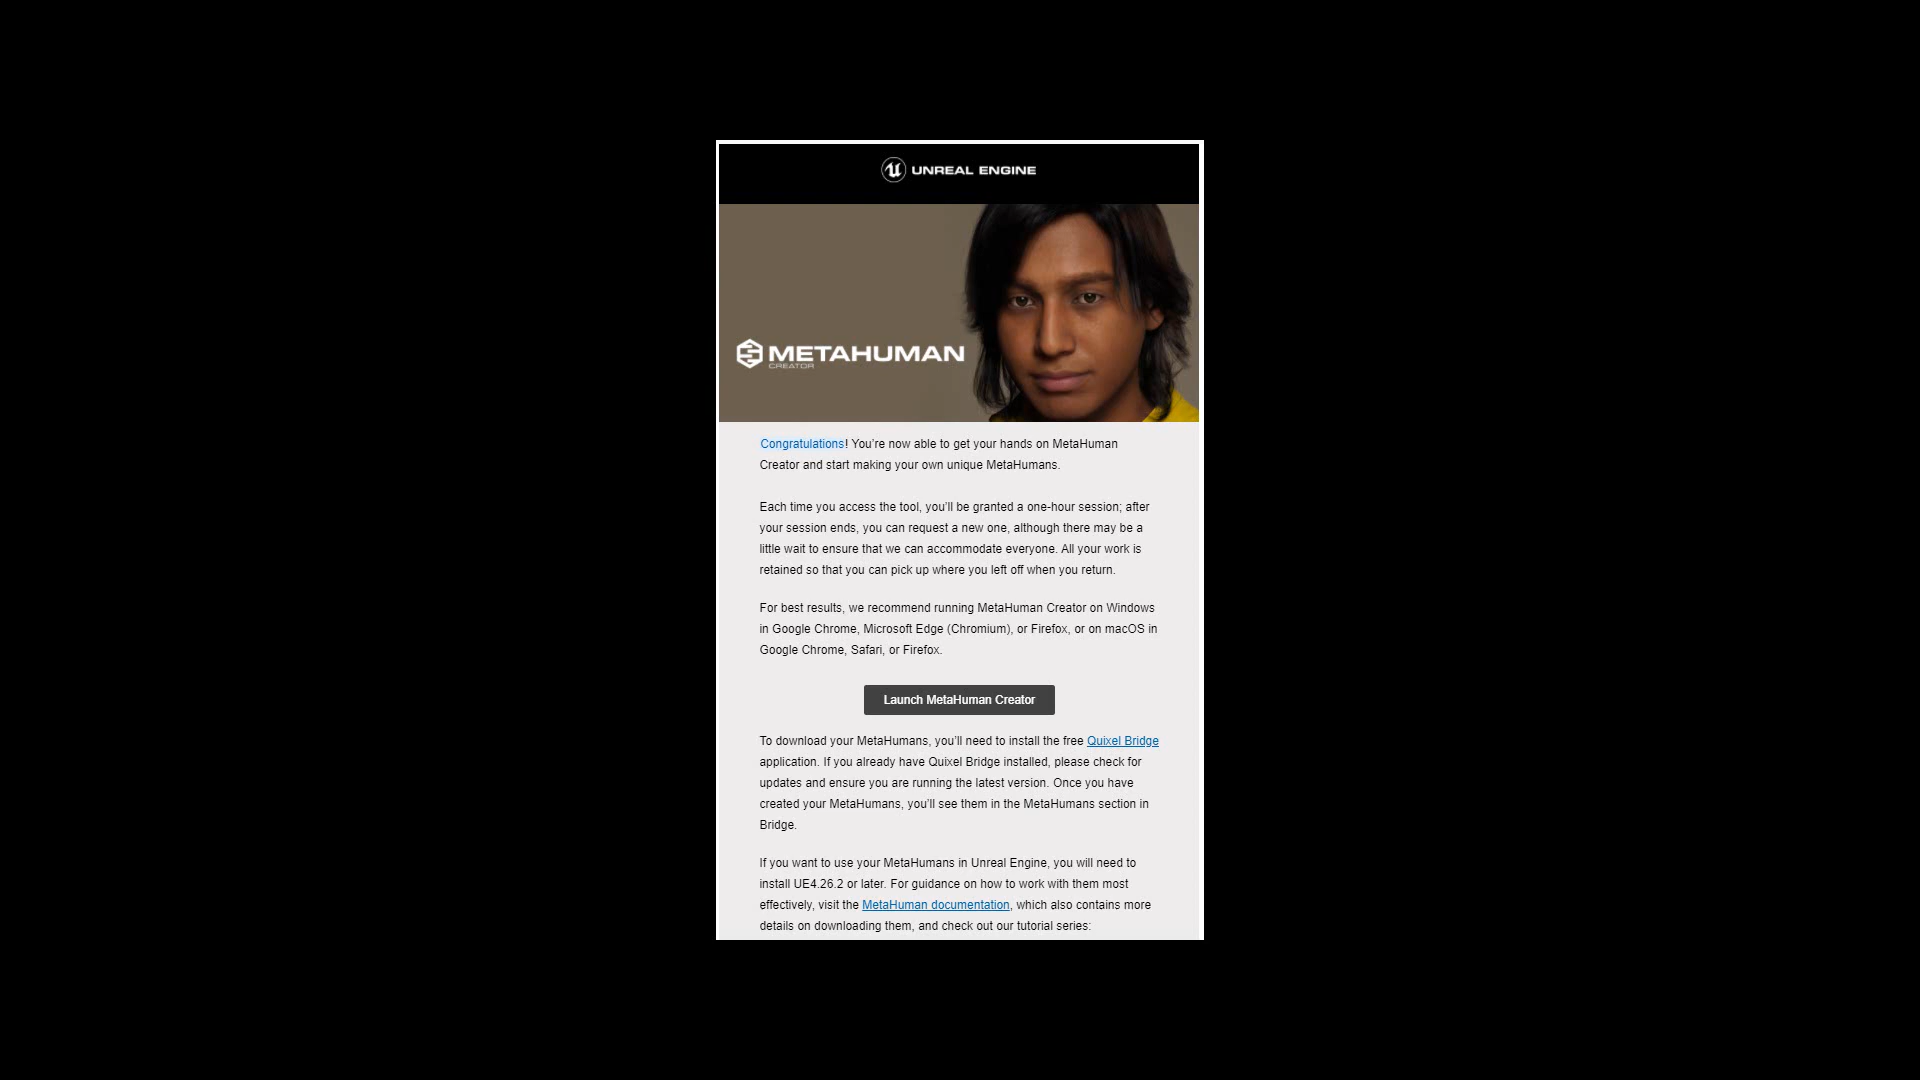 UNREAL ENGINE
METAHUMAN
CREATOR
Congratulations! You’re now able to get your hands on MetaHuman
Creator and start making your own unique MetaHumans.
Each time you access the tool, you’ll be granted a one-hour session; after
your session ends, you can request a new one, although there may be a
little wait to ensure that we can accommodate everyone. All your work is
retained so that you can pick up where you left off when you return.
For best results, we recommend running MetaHuman Creator on Windows
in Google Chrome, Microsoft Edge (Chromium), or Firefox, or on macOS in
Google Chrome, Safari, or Firefox.
Launch MetaHuman Creator
To download your MetaHumans, you’ll need to install the free Quixel Bridge
application. If you already have Quixel Bridge installed, please check for
updates and ensure you are running the latest version. Once you have
created your MetaHumans, you’ll see them in the MetaHumans section in
Bridge.
If you want to use your MetaHumans in Unreal Engine, you will need to
install UE4.26.2 or later. For guidance on how to work with them most
effectively, visit the MetaHuman documentation, which also contains more
details on downloading them, and check out our tutorial series: